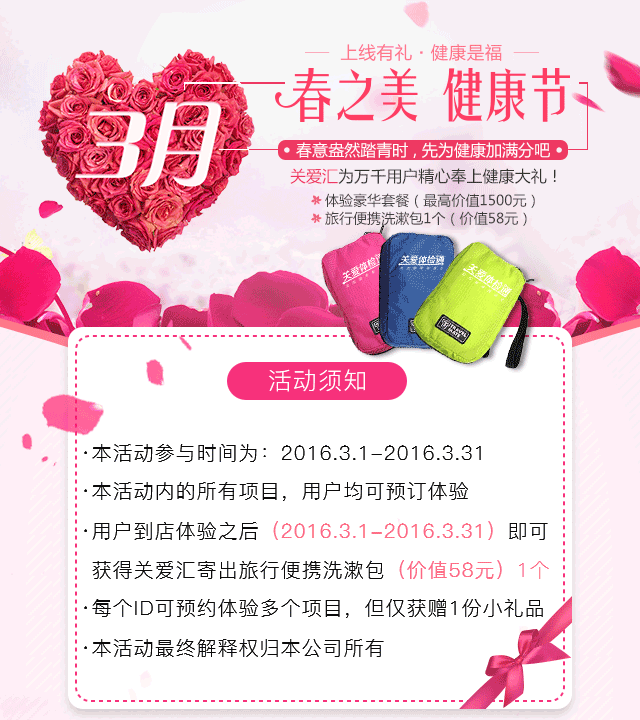 上线有礼·健康是福
3月
春之美 健康节
春意盎然踏青时，先为健康加满分吧
关爱汇为万千用户精心奉上健康大礼！
体验豪华套餐（最高价值1500元）
旅行便携洗漱包1个（价值58元）
关爱体检通
关爱体检通
关爱体检通
活动须知
·本活动参与时间为：2016.3.1-2016.3.31
·本活动内的所有项目，用户均可预订体验
·用户到店体验之后（2016.3.1-2016.3.31）即可
获得关爱汇寄出旅行便携洗漱包（价值58元）1个
·每个ID可预约体验多个项目，但仅获赠1份小礼品
·本活动最终解释权归本公司所有